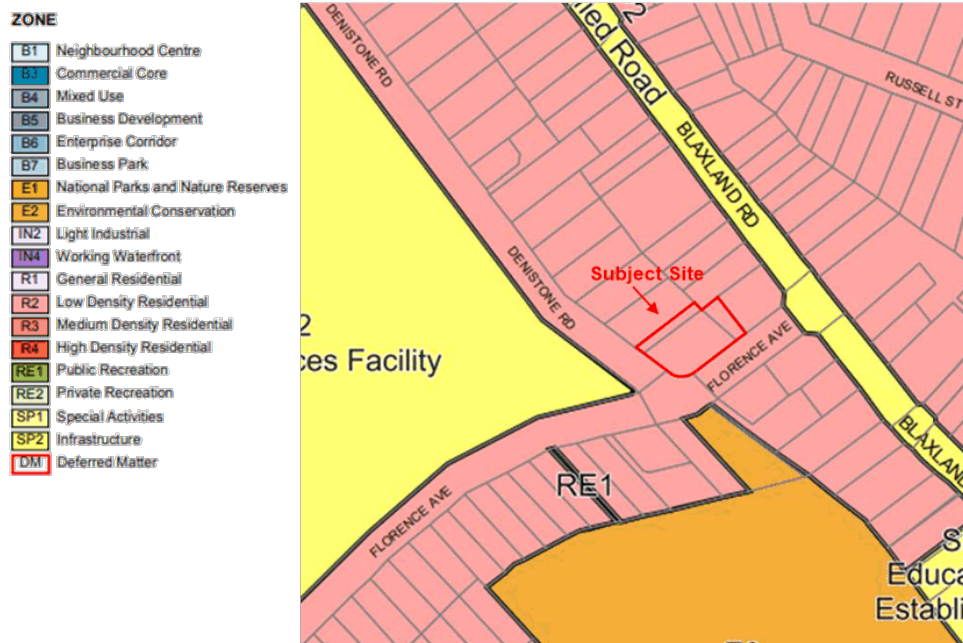 ZONE
B1 Neighbourhood Centre
B3 Commercial Core
B4 Mixed Use
B5 Business Development
B6 Enterprise Corridor
B7 Business Park
E1 National Parks and Nature Reserves
E2 Environmental Conservation
IN2 Light Industrial
IN4 Working Waterfront
R1 General Residential
R2 Low Density Residential
R3 Medium Density Residential
R4 High Density Residential
RE1 Public Recreation
RE2 Private Recreation
SP1 Special Activities
SP2 Infrastructure
DM Deferred Matter
DENISTONE RD
2
ied Road
RUSSELL ST
BLAXLAND RD
DENISTONE RD
Subject Site
FLORENCE AVE
2
ces Facility
BLAXLAND
RE1
FLORENCE AVE
S
Educa
Establi